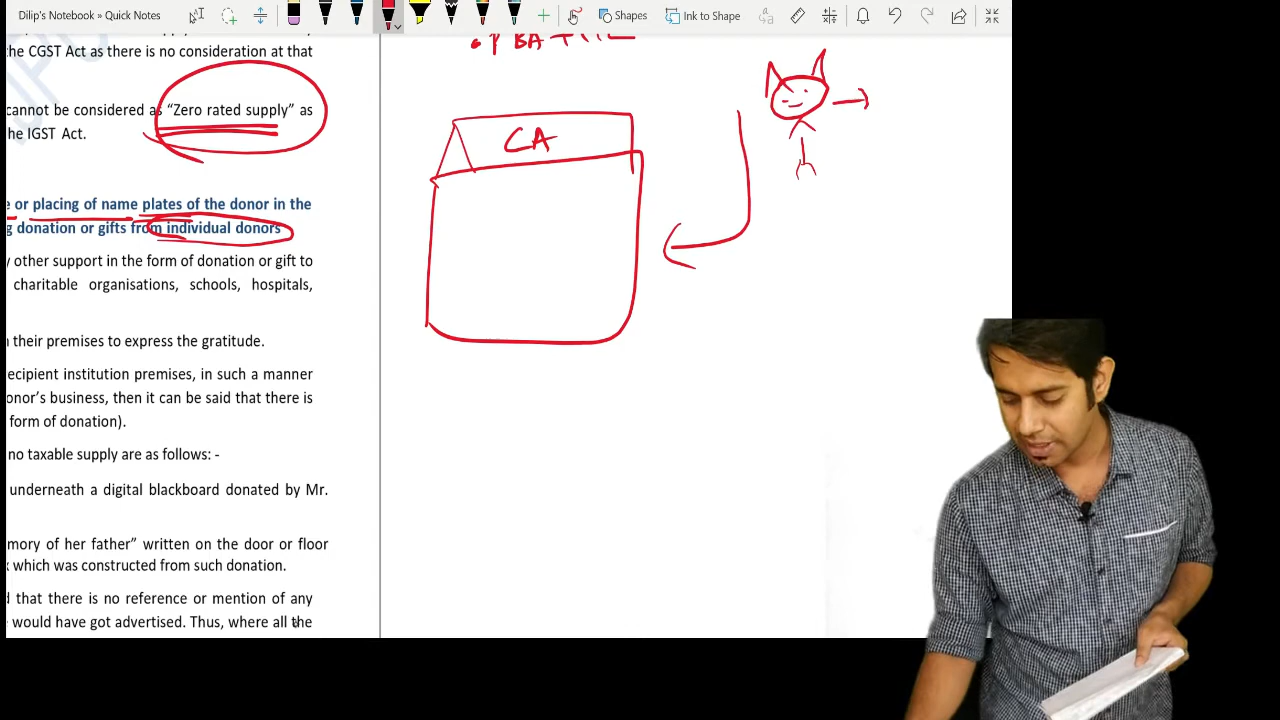 Dilip's Notebook » Quick Notes
Shapes
Ink to Shape
the CGST Act as there is no consideration at that
cannot be considered as “Zero rated supply” as
the IGST Act.
or placing of name plates of the donor in the
donation or gifts from individual donors
other support in the form of donation or gift to
charitable organisations, schools, hospitals,
their premises to express the gratitude.
ecipient institution premises, in such a manner
onor’s business, then it can be said that there is
form of donation).
no taxable supply are as follows: -
underneath a digital blackboard donated by Mr.
mory of her father” written on the door or floor
which was constructed from such donation.
that there is no reference or mention of any
would have got advertised. Thus, where all the
CA